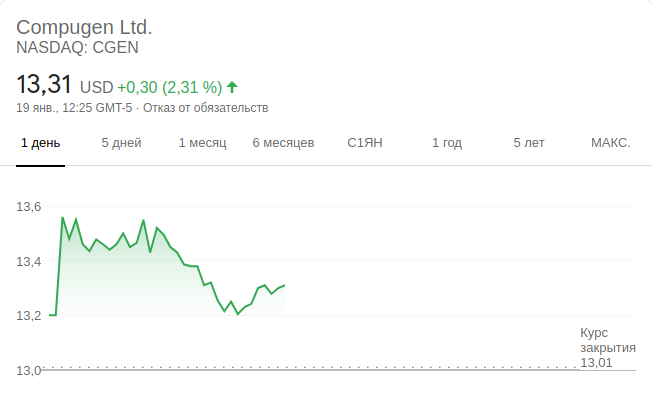 Compugen Ltd.
NASDAQ: CGEN
13,31 USD +0,30 (2,31 %)
19 янв., 12:25 GMT-5 · Отказ от обязательств
1 день 5 дней 1 месяц 6 месяцев С1ЯН 1 год 5 лет МАКС.
13,6
13,4
13,2
Курс
закрытия
13,01
13,0